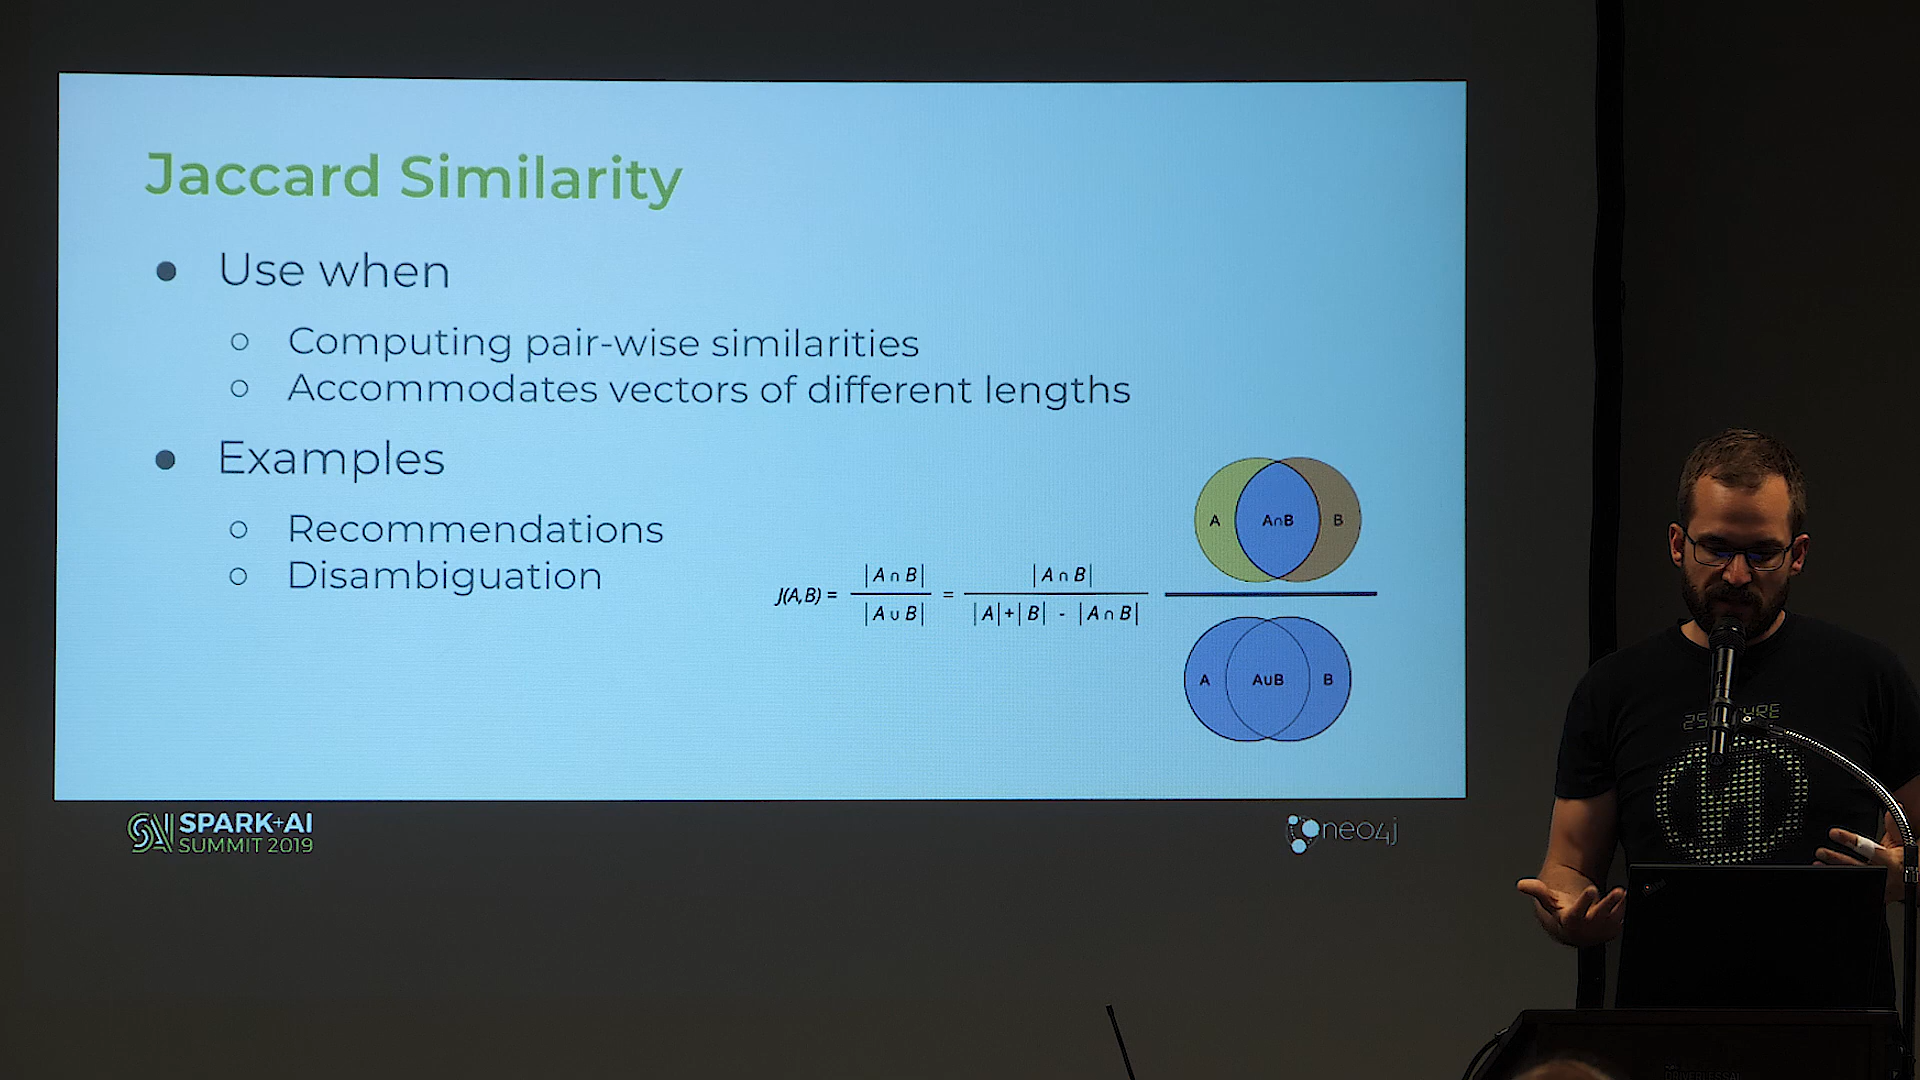 Jaccard Similarity
● Use when
○ Computing pair-wise similarities
○ Accommodates vectors of different lengths
● Examples
○ Recommendations
○ Disambiguation
J(A,B) = |A ∩ B| / |A ∪ B| = |A ∩ B| / |A|+|B| - |A ∩ B|
A A∩B B
A A∪B B
SPARK+AI
SUMMIT 2019
neo4j